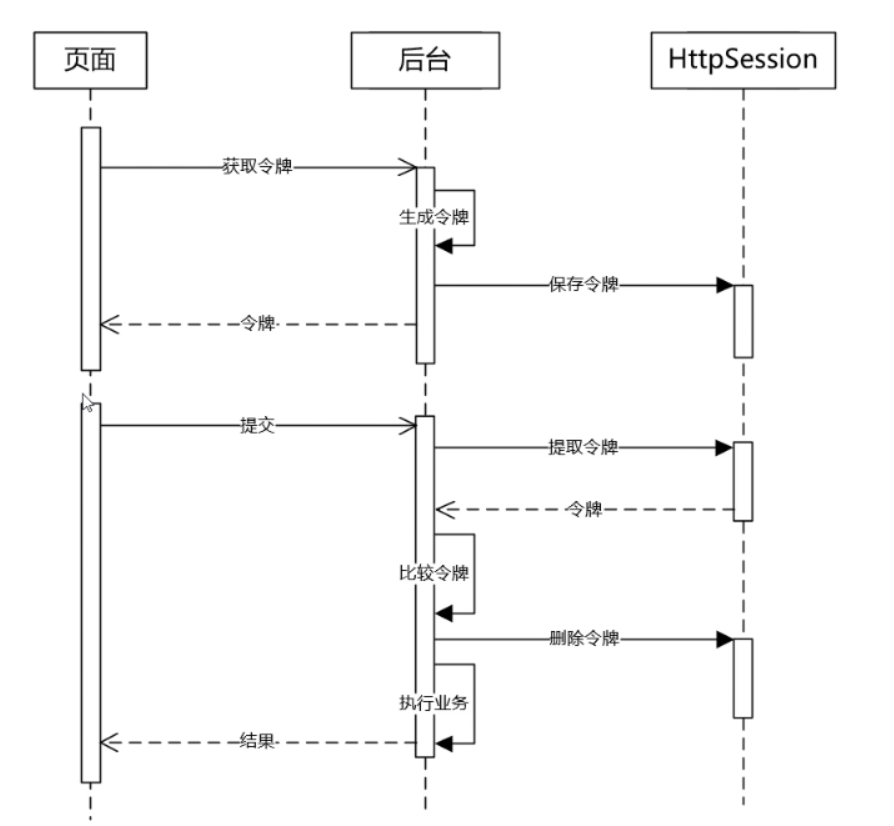 页面
后台
HttpSession
获取令牌
生成令牌
保存令牌
令牌
提交
提取令牌
令牌
比较令牌
删除令牌
执行业务
结果